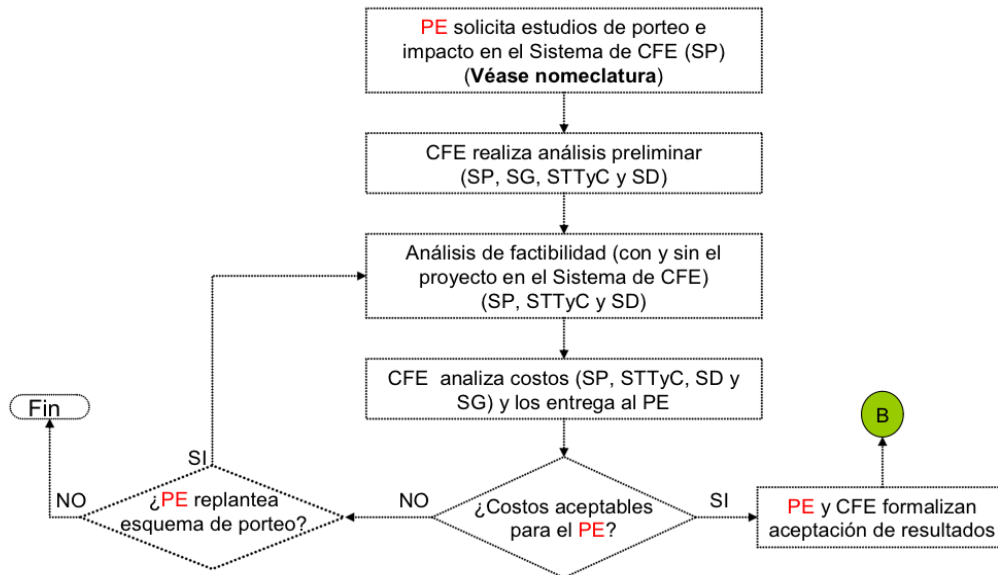 PE solicita estudios de porteo e
impacto en el Sistema de CFE (SP)
(Véase nomeclatura)
CFE realiza análisis preliminar
(SP, SG, STTyC y SD)
Análisis de factibilidad (con y sin el
proyecto en el Sistema de CFE)
(SP, STTyC y SD)
CFE analiza costos (SP, STTyC, SD y
SG) y los entrega al PE
Fin
B
SI
NO
¿PE replantea
esquema de porteo?
NO
¿Costos aceptables
para el PE?
SI
PE y CFE formalizan
aceptación de resultados